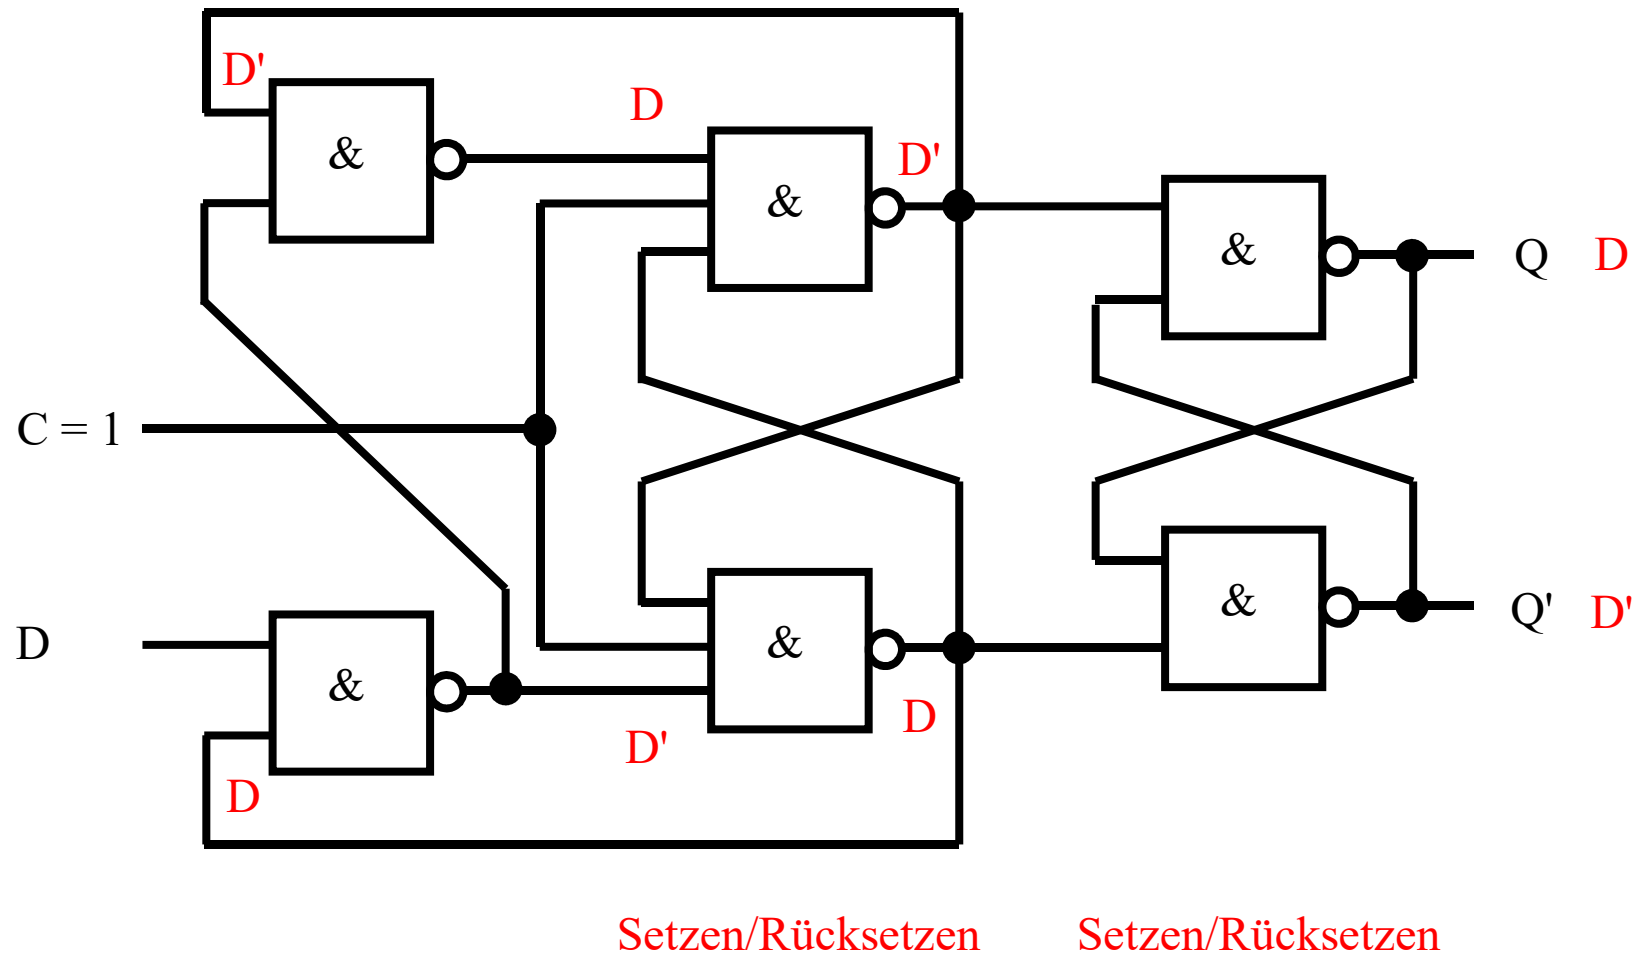 D'
&
D
&
D'
&
Q
D
C = 1
D
&
D
D'
&
D
&
Q'
D'
Setzen/Rücksetzen
Setzen/Rücksetzen